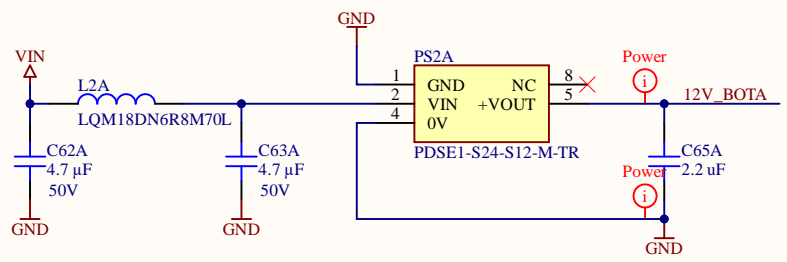 GND
VIN
L2A
LQM18DN6R8M70L
C62A
4.7 µF
50V
GND
C63A
4.7 µF
50V
GND
PS2A
1
2
4
GND
VIN
0V
NC
+VOUT
8
5
PDSE1-S24-S12-M-TR
Power
i
12V_BOTA
C65A
2.2 uF
Power
i
GND